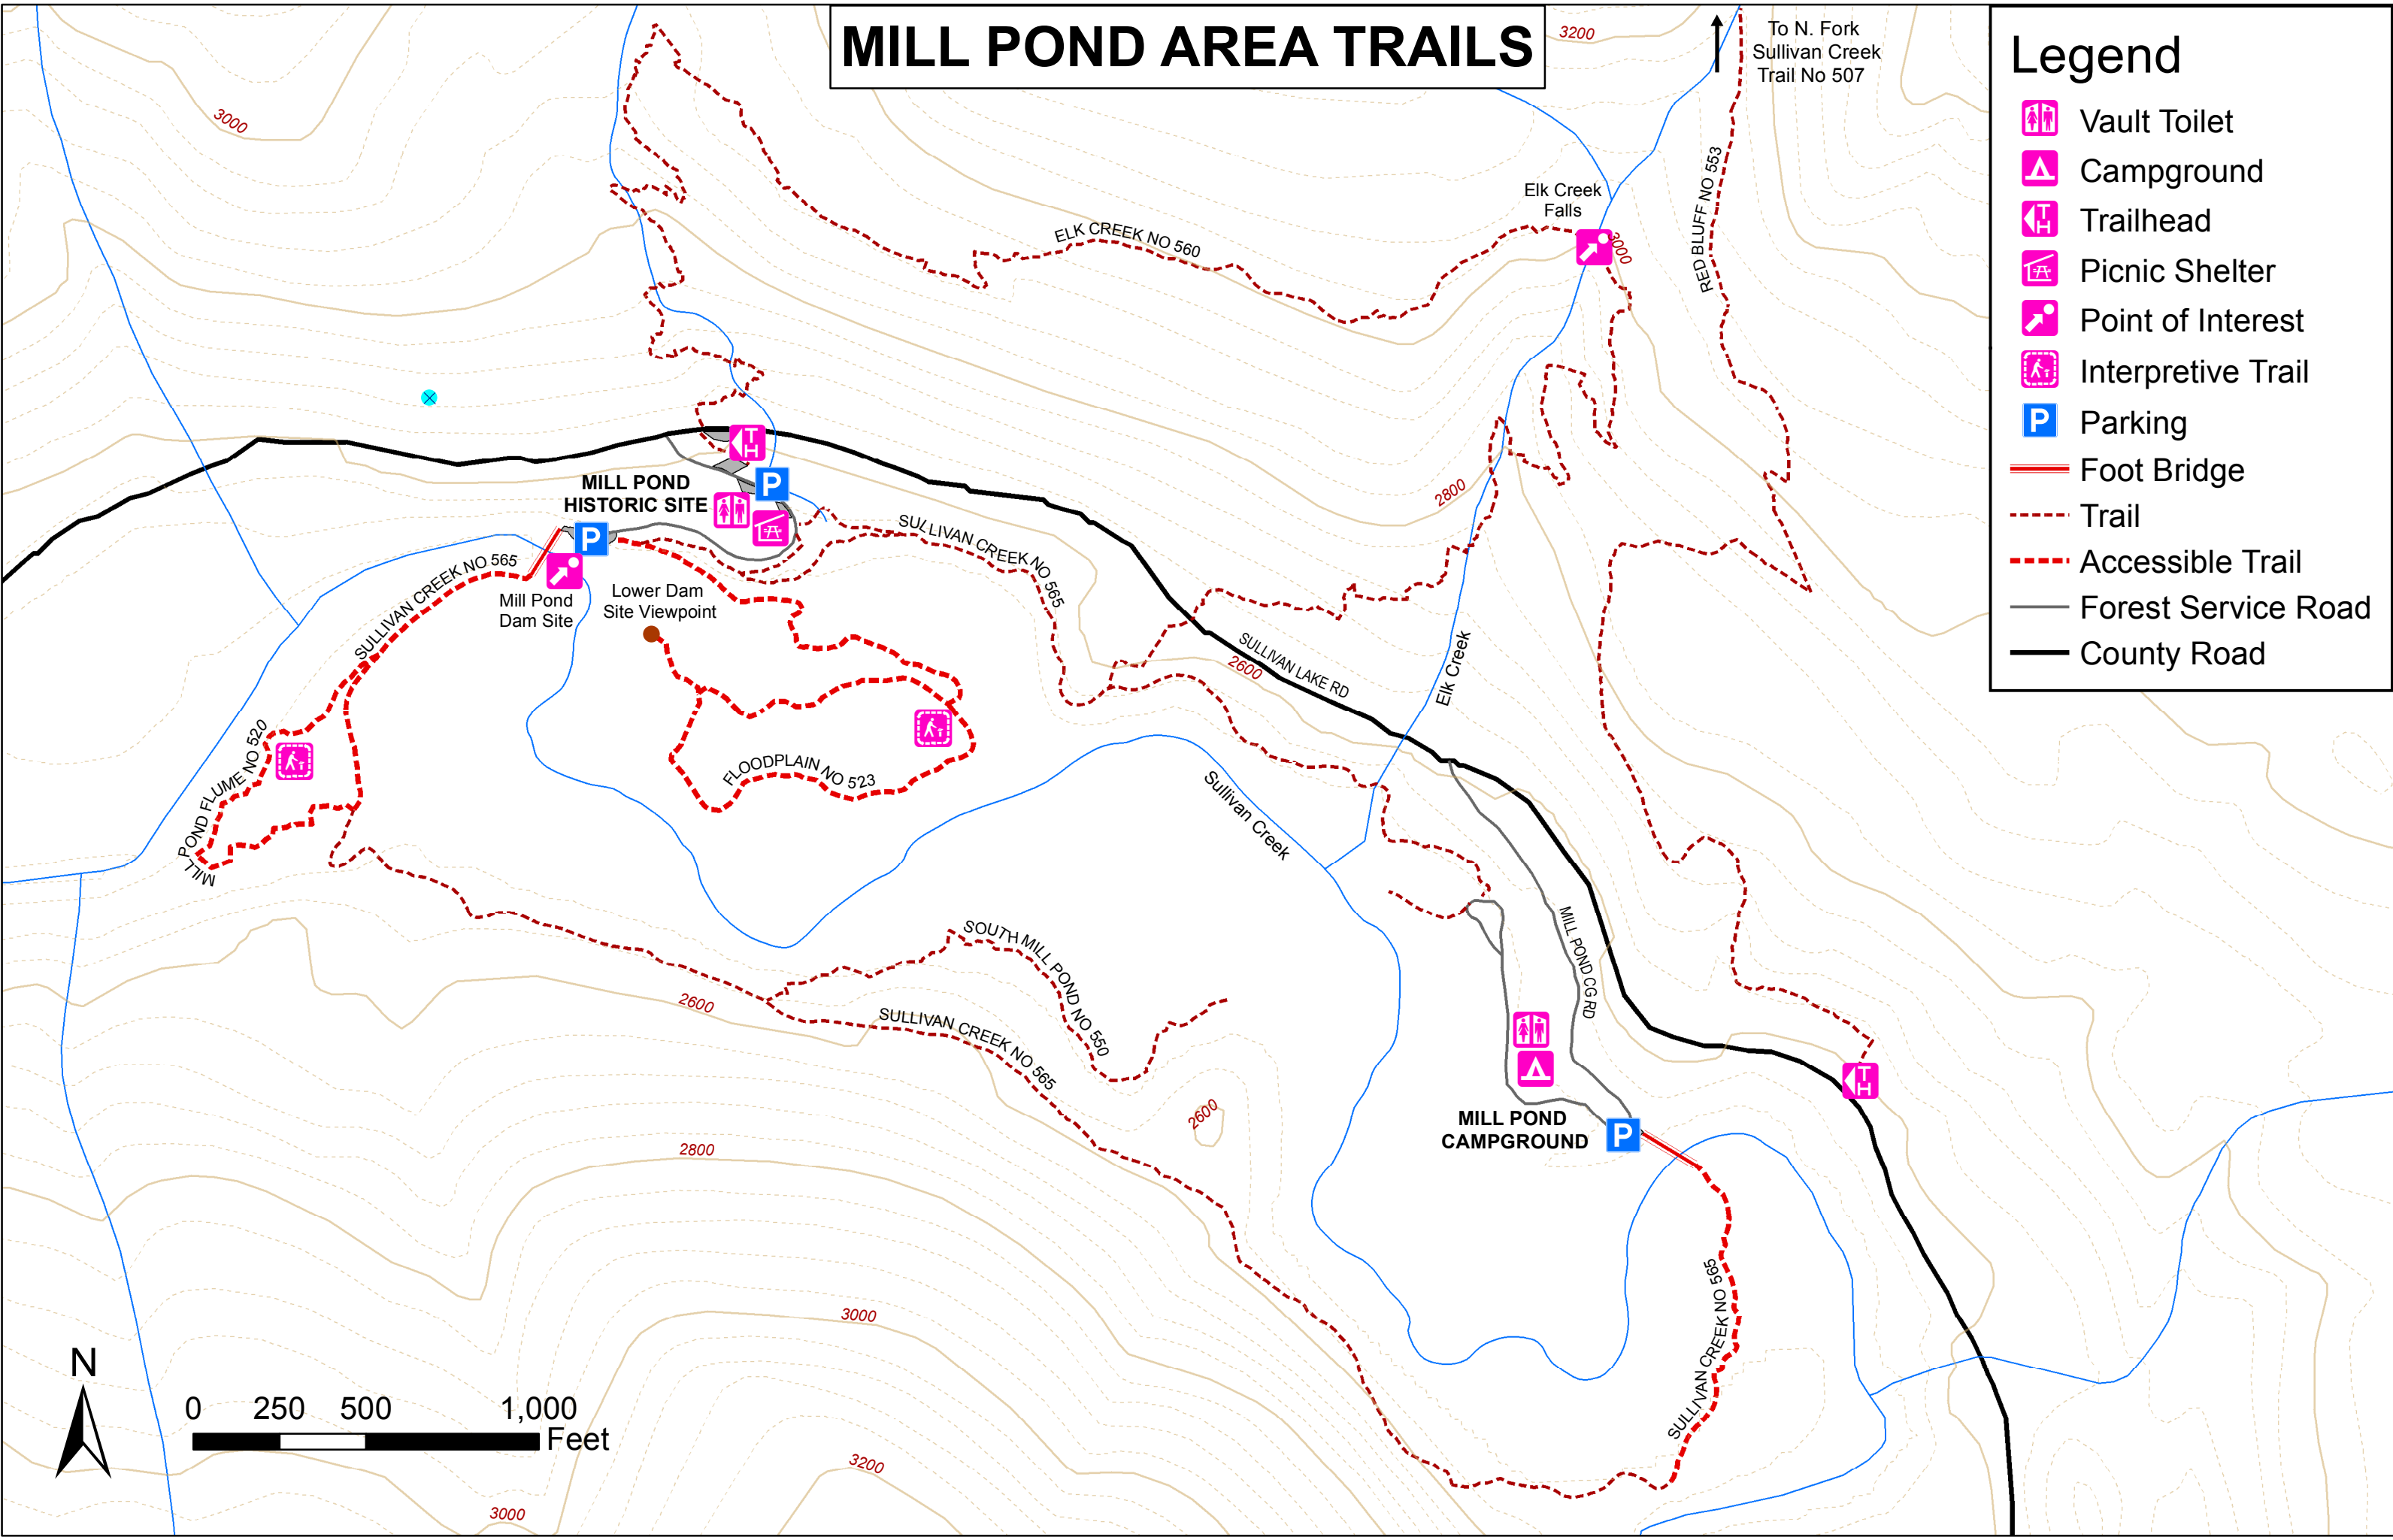 MILL POND AREA TRAILS
3200
To N. Fork
Sullivan Creek
Trail No 507
Legend
Vault Toilet
Campground
Trailhead
Picnic Shelter
Point of Interest
Interpretive Trail
P
Parking
Foot Bridge
Trail
Accessible Trail
Forest Service Road
County Road
TH
3000
Elk Creek
Falls
3000
RED BLUFF NO 553
ELK CREEK NO 560
TH
MILL POND
HISTORIC SITE
P
P
2800
SULLIVAN CREEK NO 565
SULLIVAN CREEK NO 565
Mill Pond
Dam Site
Lower Dam
Site Viewpoint
SULLIVAN LAKE RD
2600
Elk Creek
MILL POND FLUME NO 520
FLOODPLAIN NO 523
Sullivan Creek
SOUTH MILL POND NO 550
MILL POND CG RD
2600
SULLIVAN CREEK NO 565
TH
2600
MILL POND
CAMPGROUND
P
2800
SULLIVAN CREEK NO 565
3000
N
0 250 500 1,000
Feet
3200
3000